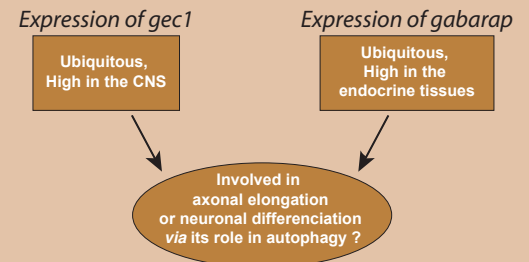 Expression of gec1
Expression of gabarap
Ubiquitous,
High in the CNS
Ubiquitous,
High in the
endocrine tissues
Involved in
axonal elongation
or neuronal differenciation
via its role in autophagy ?